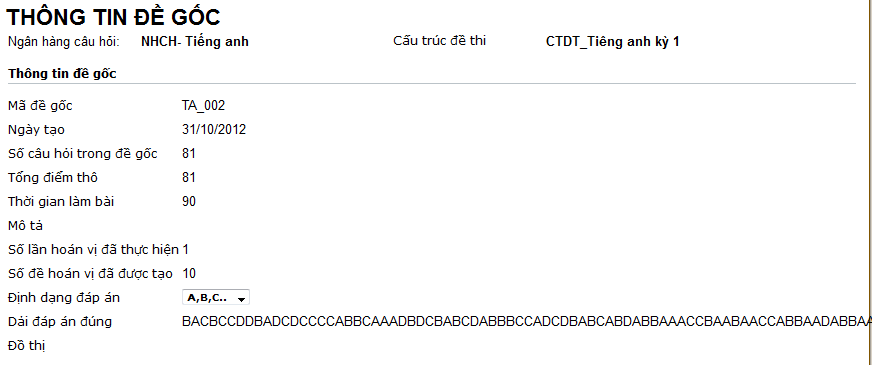 THÔNG TIN ĐỀ GỐC
Ngân hàng câu hỏi: NHCH- Tiếng anh Cấu trúc đề thi CTDT_Tiêng anh kỳ 1
Thông tin đề gốc
Mã đề gốc TA_002
Ngày tạo 31/10/2012
Số câu hỏi trong đề gốc 81
Tổng điểm thô 81
Thời gian làm bài 90
Mô tả
Số lần hoán vị đã thực hiện 1
Số đề hoán vị đã được tạo 10
Định dạng đáp án A,B,C..
Dải đáp án đúng BACBCCDDBADCDCCCCABBCAAADBDCBABCDABBBCCADCDBABCABDABBAAACCBAABAACCABBAADABBAA
Đồ thị